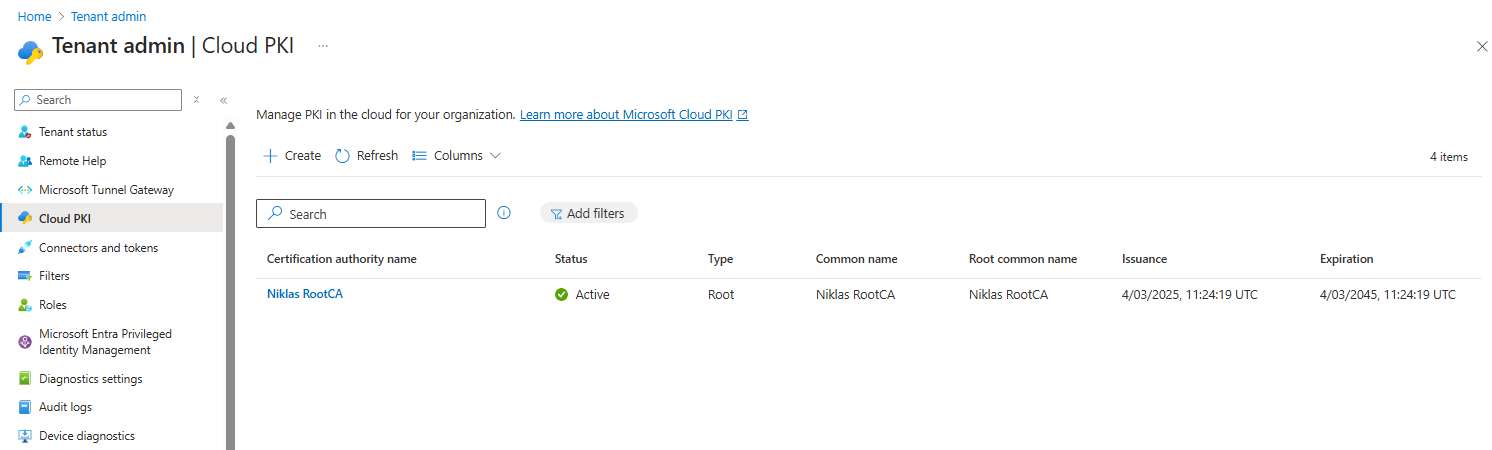 Home > Tenant admin
Tenant admin | Cloud PKI ...
Search
Tenant status
Remote Help
Microsoft Tunnel Gateway
Cloud PKI
Connectors and tokens
Filters
Roles
Microsoft Entra Privileged
Identity Management
Diagnostics settings
Audit logs
Device diagnostics
Manage PKI in the cloud for your organization. Learn more about Microsoft Cloud PKI
Create Refresh Columns 4 items
Search Add filters
Certification authority name Status Type Common name Root common name Issuance Expiration
Niklas RootCA Active Root Niklas RootCA Niklas RootCA 4/03/2025, 11:24:19 UTC 4/03/2045, 11:24:19 UTC